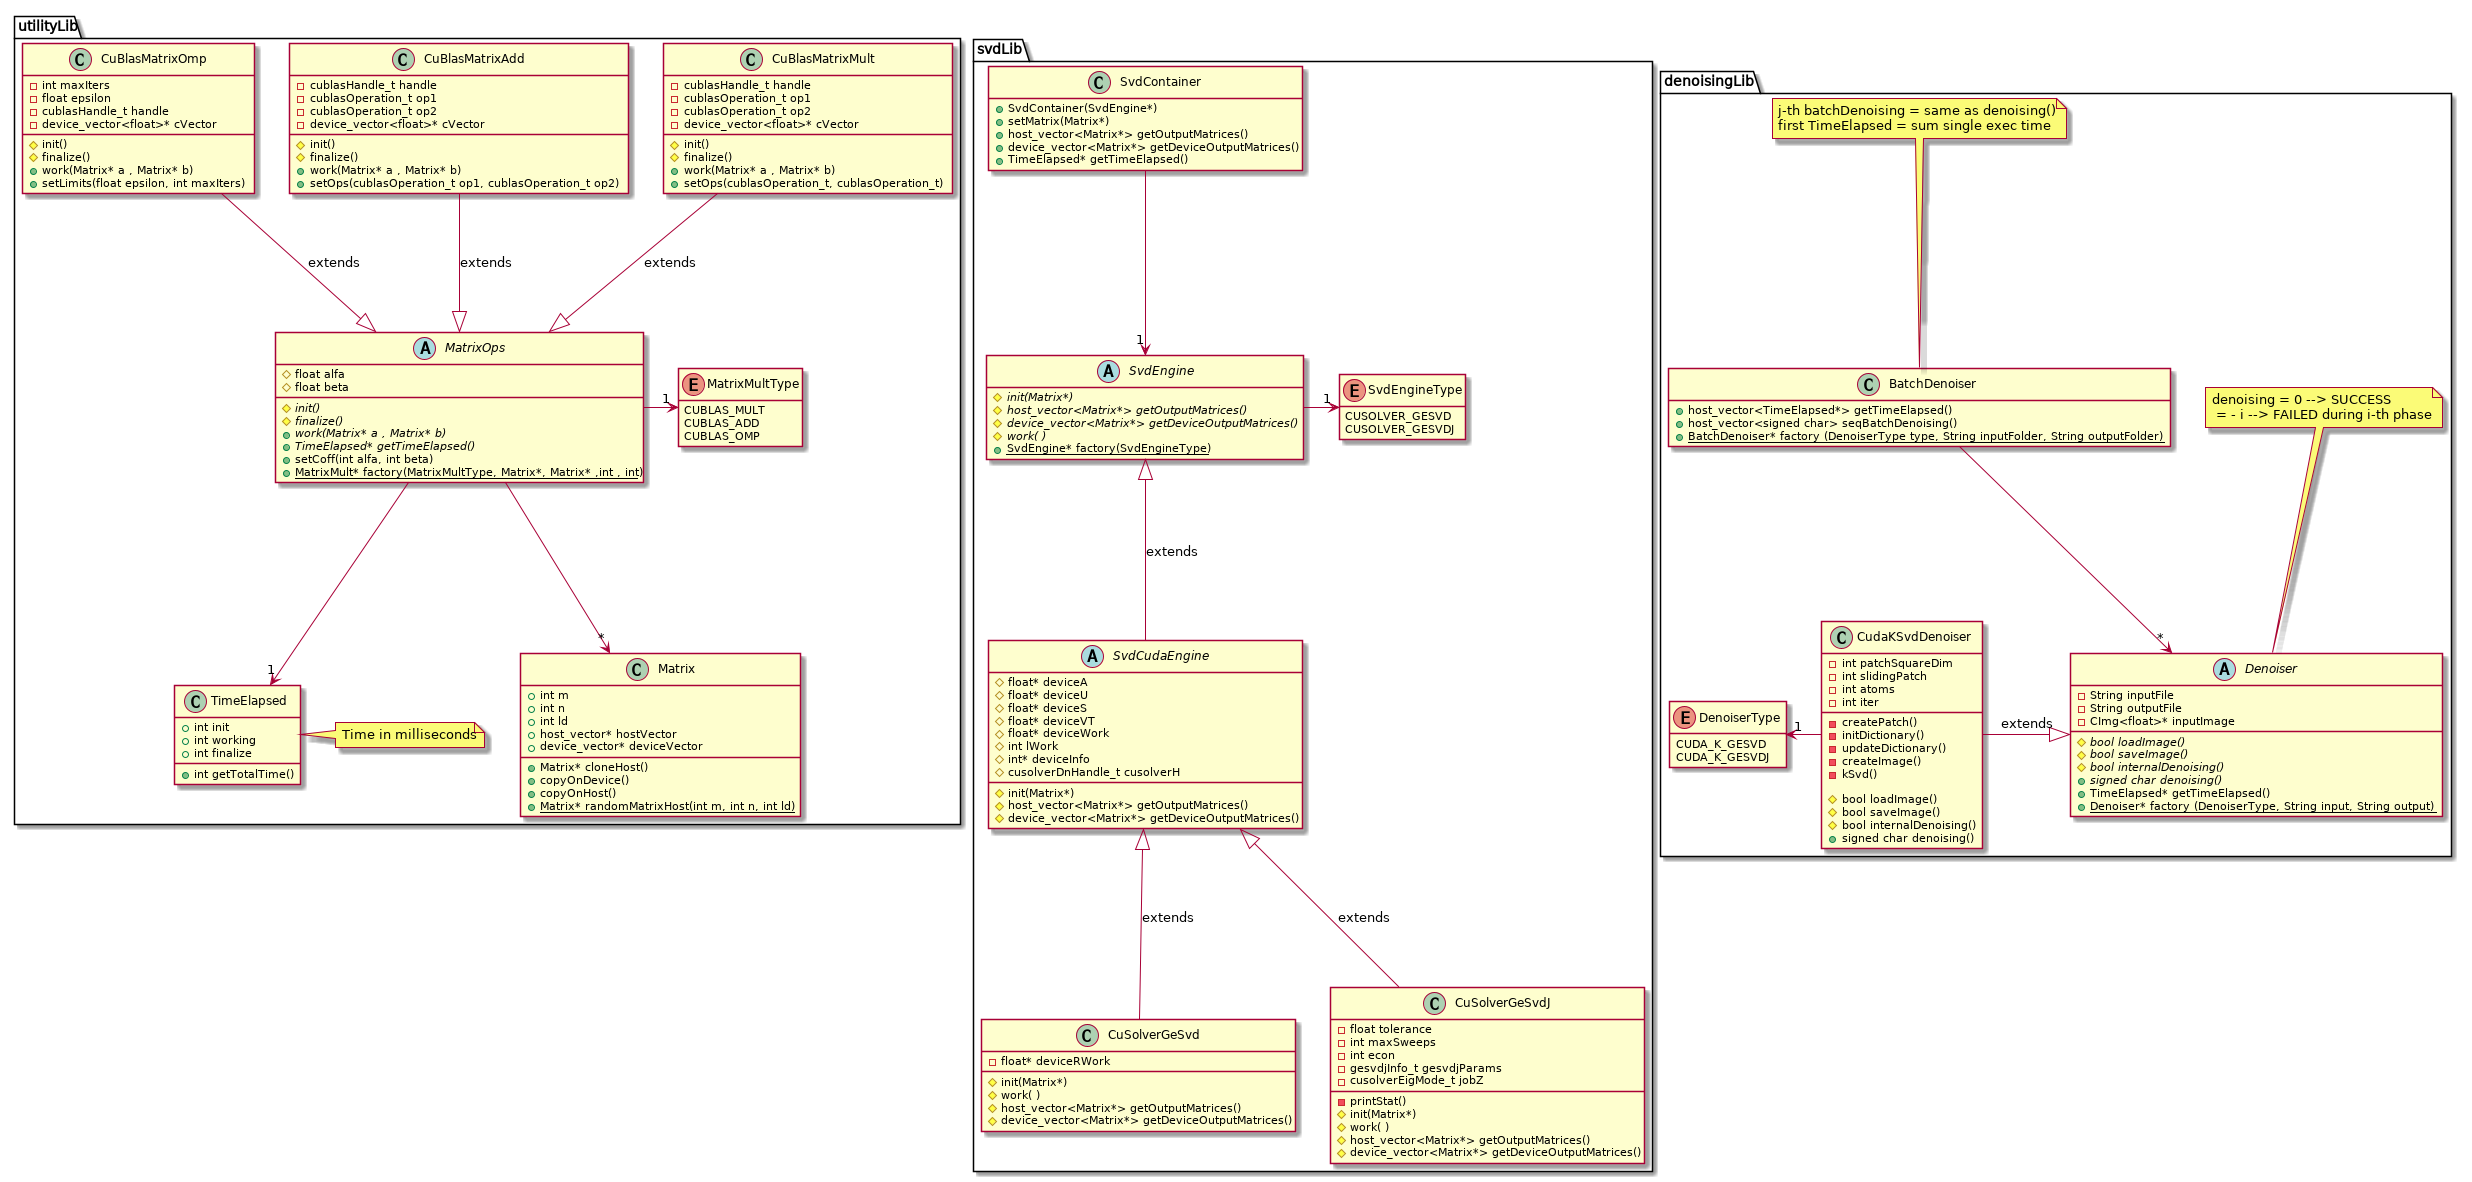 utilityLib
CuBlasMatrixOmp
int maxIters
float epsilon
cublasHandle_t handle
device_vector<float>* cVector
init()
finalize()
work(Matrix* a , Matrix* b)
setLimits(float epsilon, int maxIters)
CuBlasMatrixAdd
cublasHandle_t handle
cublasOperation_t op1
cublasOperation_t op2
device_vector<float>* cVector
init()
finalize()
work(Matrix* a , Matrix* b)
setOps(cublasOperation_t op1, cublasOperation_t op2)
CuBlasMatrixMult
cublasHandle_t handle
cublasOperation_t op1
cublasOperation_t op2
device_vector<float>* cVector
init()
finalize()
work(Matrix* a , Matrix* b)
setOps(cublasOperation_t, cublasOperation_t)
extends
extends
extends
MatrixOps
float alfa
float beta
init()
finalize()
work(Matrix* a , Matrix* b)
TimeElapsed* getTimeElapsed()
setCoff(int alfa, int beta)
MatrixMult* factory(MatrixMultType, Matrix*, Matrix* ,int , int)
1
MatrixMultType
CUBLAS_MULT
CUBLAS_ADD
CUBLAS_OMP
1
*
TimeElapsed
int init
int working
int finalize
int getTotalTime()
Time in milliseconds
Matrix
int m
int n
int ld
host_vector* hostVector
device_vector* deviceVector
Matrix* cloneHost()
copyOnDevice()
copyOnHost()
Matrix* randomMatrixHost(int m, int n, int ld)
svdLib
SvdContainer
SvdContainer(SvdEngine*)
setMatrix(Matrix*)
host_vector<Matrix*> getOutputMatrices()
device_vector<Matrix*> getDeviceOutputMatrices()
TimeElapsed* getTimeElapsed()
1
SvdEngine
init(Matrix*)
host_vector<Matrix*> getOutputMatrices()
device_vector<Matrix*> getDeviceOutputMatrices()
work( )
SvdEngine* factory(SvdEngineType)
1
SvdEngineType
CUSOLVER_GESVD
CUSOLVER_GESVDJ
extends
SvdCudaEngine
float* deviceA
float* deviceU
float* deviceS
float* deviceVT
float* deviceWork
int lWork
int* deviceInfo
cusolverDnHandle_t cusolverH
init(Matrix*)
host_vector<Matrix*> getOutputMatrices()
device_vector<Matrix*> getDeviceOutputMatrices()
extends
extends
CuSolverGeSvd
float* deviceRWork
init(Matrix*)
work( )
host_vector<Matrix*> getOutputMatrices()
device_vector<Matrix*> getDeviceOutputMatrices()
CuSolverGeSvdJ
float tolerance
int maxSweeps
int econ
gesvdjInfo_t gesvdjParams
cusolverEigMode_t jobZ
printStat()
init(Matrix*)
work( )
host_vector<Matrix*> getOutputMatrices()
device_vector<Matrix*> getDeviceOutputMatrices()
denoisingLib
j-th batchDenoising = same as denoising()
first TimeElapsed = sum single exec time
BatchDenoiser
host_vector<TimeElapsed*> getTimeElapsed()
host_vector<signed char> seqBatchDenoising()
BatchDenoiser* factory (DenoiserType type, String inputFolder, String outputFolder)
denoising = 0 --> SUCCESS
= - i --> FAILED during i-th phase
*
CudaKSvdDenoiser
int patchSquareDim
int slidingPatch
int atoms
int iter
createPatch()
initDictionary()
updateDictionary()
createImage()
kSvd()
bool loadImage()
bool saveImage()
bool internalDenoising()
signed char denoising()
1
DenoiserType
CUDA_K_GESVD
CUDA_K_GESVDJ
extends
Denoiser
String inputFile
String outputFile
CImg<float>* inputImage
bool loadImage()
bool saveImage()
bool internalDenoising()
signed char denoising()
TimeElapsed* getTimeElapsed()
Denoiser* factory (DenoiserType, String input, String output)